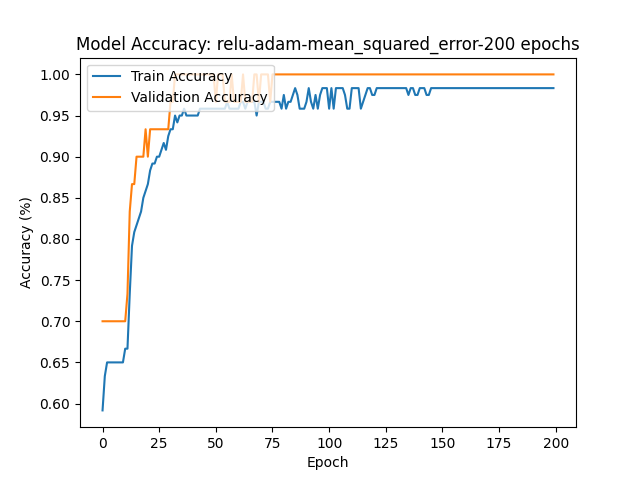 Model Accuracy: relu-adam-mean_squared_error-200 epochs
Train Accuracy
Validation Accuracy
Accuracy (%)
1.00
0.95
0.90
0.85
0.80
0.75
0.70
0.65
0.60
0 25 50 75 100 125 150 175 200
Epoch